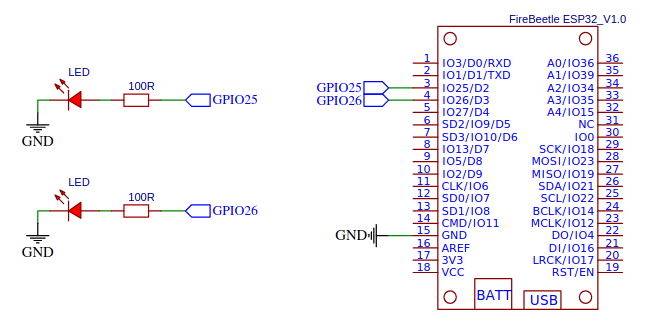 FireBeetle ESP32_V1.0
LED
100R
GPIO25
GND
LED
100R
GPIO26
GND
GPIO25
GPIO26
GND
1 IO3/D0/RXD
2 IO1/D1/TXD
3 IO25/D2
4 IO26/D3
5 IO27/D4
6 SD2/IO9/D5
7 SD3/IO10/D6
8 IO13/D7
9 IO5/D8
10 IO2/D9
11 CLK/IO6
12 SD0/IO7
13 SD1/IO8
14 CMD/IO11
15 GND
16 AREF
17 3V3
18 VCC
A0/IO36 36
A1/IO39 35
A2/IO34 34
A3/IO35 33
A4/IO15 32
NC 31
IO0 30
SCK/IO18 29
MOSI/IO23 28
MISO/IO19 27
SDA/IO21 26
SCL/IO22 25
BCLK/IO14 24
MCLK/IO12 23
DO/IO4 22
DI/IO16 21
LRCK/IO17 20
RST/EN 19
BATT
USB